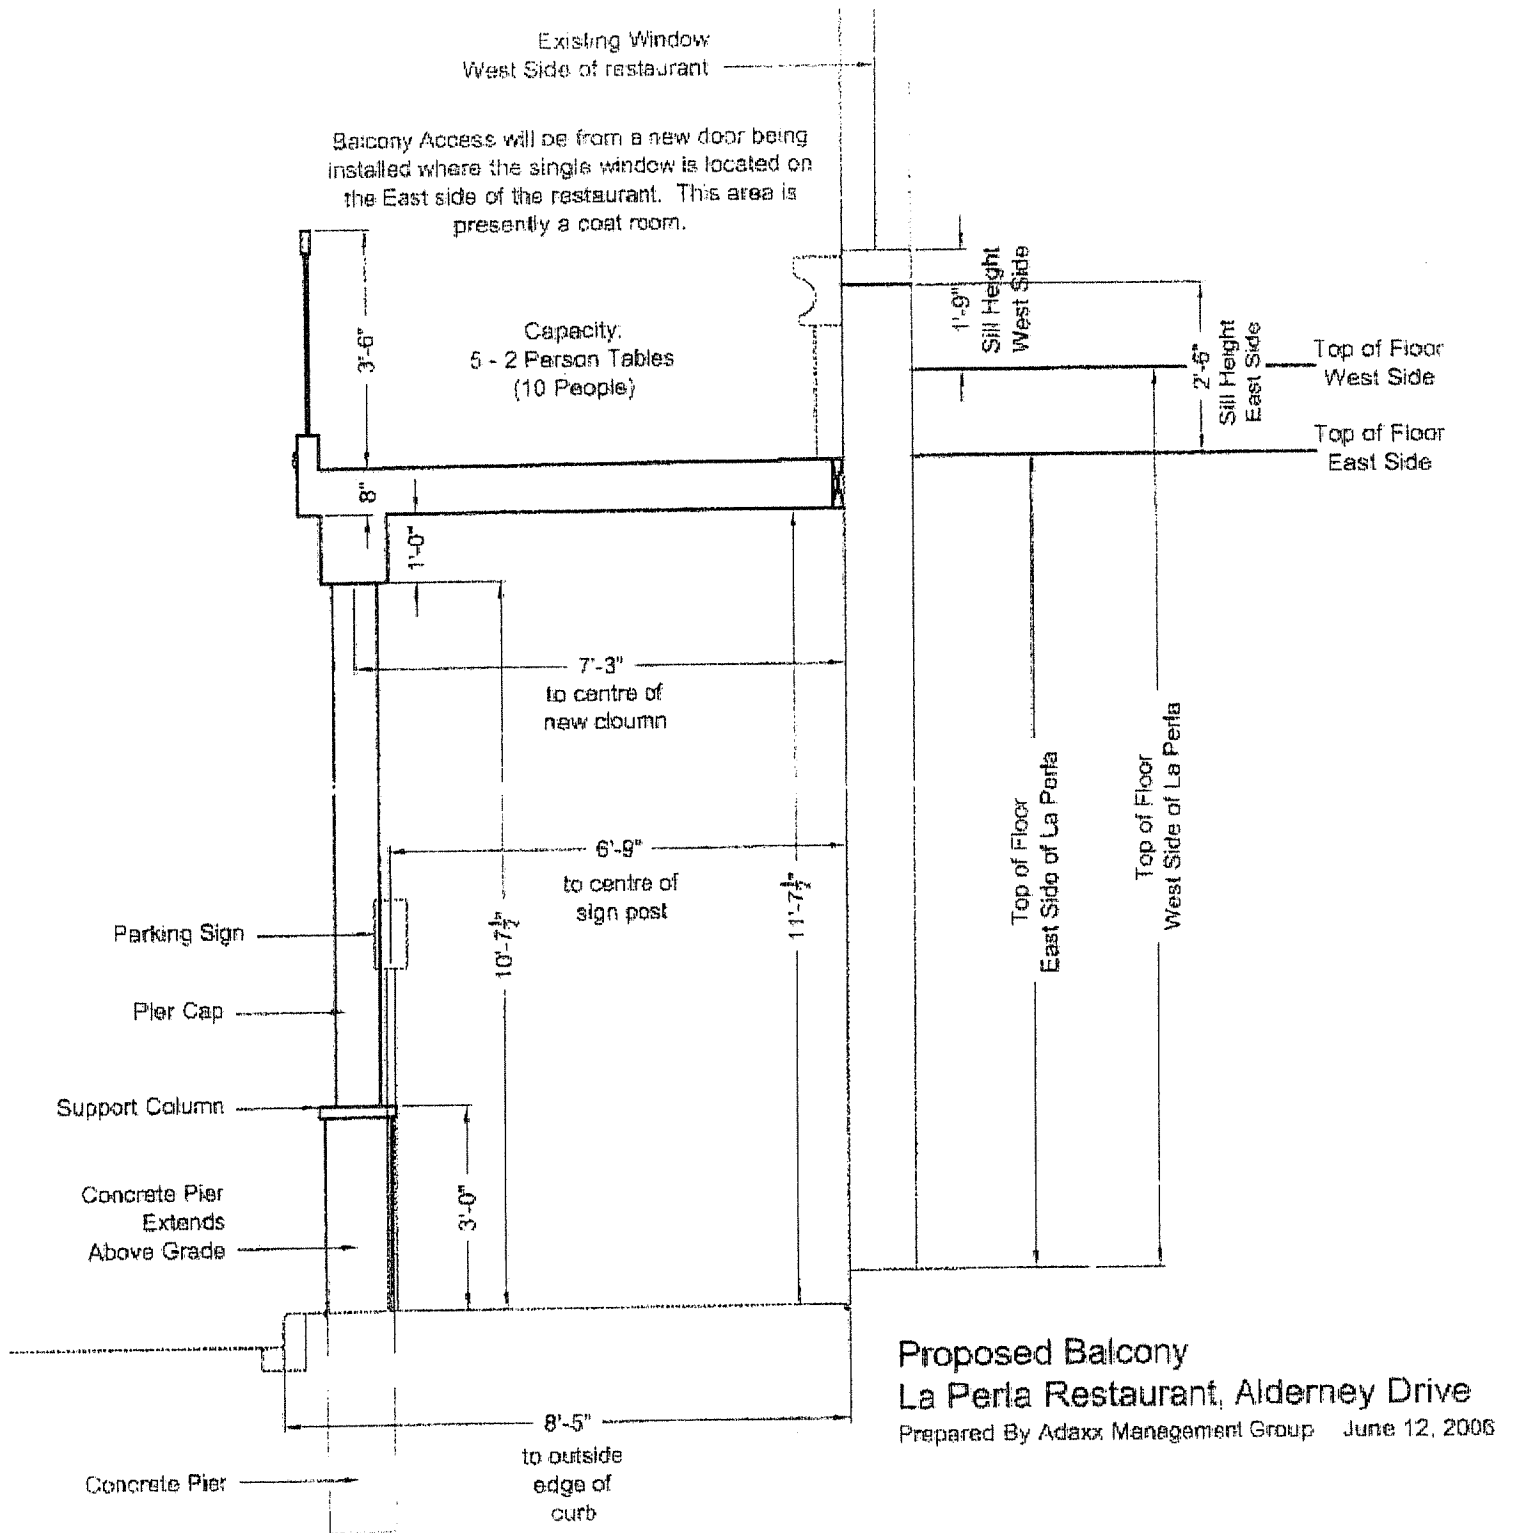 Existing Window
West Side of restaurant
Balcony Access will be from a new door being
installed where the single window is located on
the East side of the restaurant. This area is
presently a coat room.
3'-6"
Capacity:
5 - 2 Person Tables
(10 People)
1'-9"
Sill Height
West Side
2'-6"
Sill Height
East Side
Top of Floor
West Side
Top of Floor
East Side
8"
1'-0"
7'-3"
to centre of
new cloumn
6'-9"
to centre of
sign post
10'-7½"
11'-7½"
Top of Floor
East Side of La Perla
Top of Floor
West Side of La Perla
Parking Sign
Pier Cap
Support Column
Concrete Pier
Extends
Above Grade
3'-0"
8'-5"
to outside
edge of
curb
Concrete Pier
Proposed Balcony
La Perla Restaurant, Alderney Drive
Prepared By Adaxx Management Group June 12, 2006